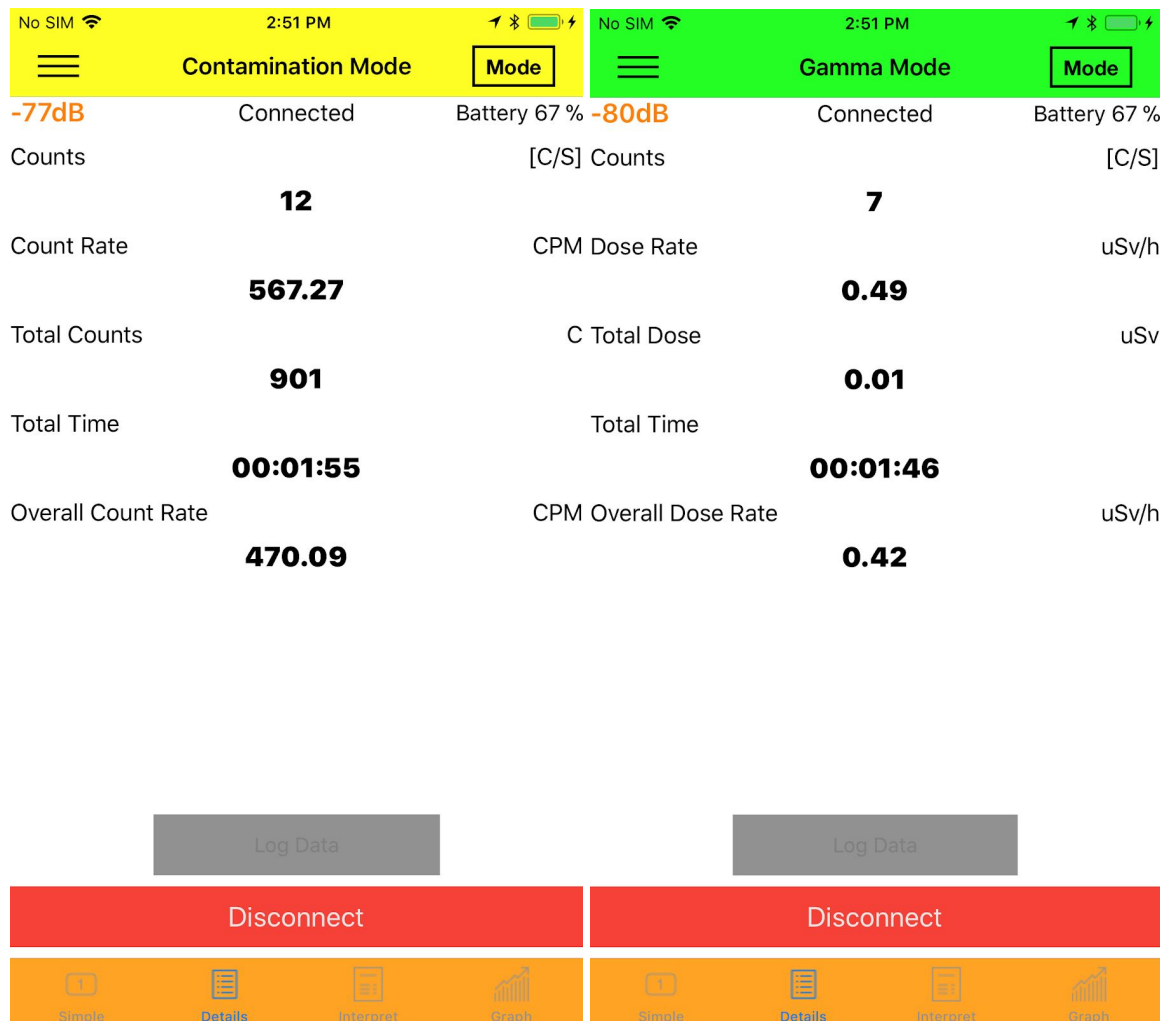 No SIM 2:51 PM
Contamination Mode Mode
-77dB Connected Battery 67 %
Counts [C/S]
12
Count Rate CPM
567.27
Total Counts C
901
Total Time
00:01:55
Overall Count Rate CPM
470.09
Log Data
Disconnect
1
Simple Details Interpret Graph
No SIM 2:51 PM
Gamma Mode Mode
-80dB Connected Battery 67 %
Counts [C/S]
7
Dose Rate uSv/h
0.49
Total Dose uSv
0.01
Total Time
00:01:46
Overall Dose Rate uSv/h
0.42
Log Data
Disconnect
1
Simple Details Interpret Graph